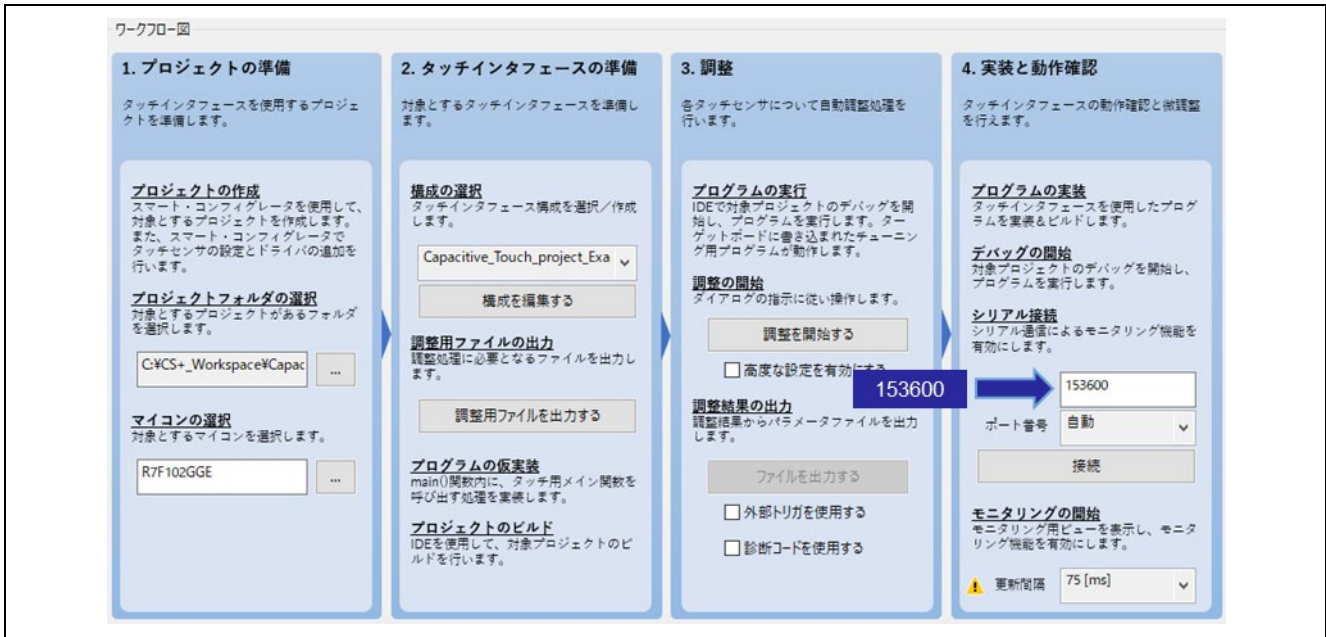 ワークフロー図
1. プロジェクトの準備
タッチインタフェースを使用するプロジェ
クトを準備します。
プロジェクトの作成
スマート・コンフィグレータを使用して、
対象とするプロジェクトを作成します。
また、スマート・コンフィグレータで
タッチセンサの設定とドライバの追加を
行います。
プロジェクトフォルダの選択
対象とするプロジェクトがあるフォルダ
を選択します。
C:¥CS+_Workspace¥Capac
...
マイコンの選択
対象とするマイコンを選択します。
R7F102GGE
...
2. タッチインタフェースの準備
対象とするタッチインタフェースを準備し
ます。
構成の選択
タッチインタフェース構成を選択／作成
します。
Capacitive_Touch_project_Exa
構成を編集する
調整用ファイルの出力
調整処理に必要となるファイルを出力し
ます。
調整用ファイルを出力する
プログラムの仮実装
main()関数内に、タッチ用メイン関数を
呼び出す処理を実装します。
プロジェクトのビルド
IDEを使用して、対象プロジェクトのビ
ルドを行います。
3. 調整
各タッチセンサについて自動調整処理を
行います。
プログラムの実行
IDEで対象プロジェクトのデバッグを開
始し、プログラムを実行します。ター
ゲットボードに書き込まれたチューニン
グ用プログラムが動作します。
調整の開始
ダイアログの指示に従い操作します。
調整を開始する
高度な設定を有効にする
調整結果の出力
調整結果からパラメータファイルを出力
します。
ファイルを出力する
外部トリガを使用する
診断コードを使用する
4. 実装と動作確認
タッチインタフェースの動作確認と微調整
を行えます。
プログラムの実装
タッチインタフェースを使用したプログ
ラムを実装&ビルドします。
デバッグの開始
対象プロジェクトのデバッグを開始し、
プログラムを実行します。
シリアル接続
シリアル通信によるモニタリング機能を
有効にします。
153600
153600
ポート番号 自動
接続
モニタリングの開始
モニタリング用ビューを表示し、モニタ
リング機能を有効にします。
更新間隔 75 [ms]